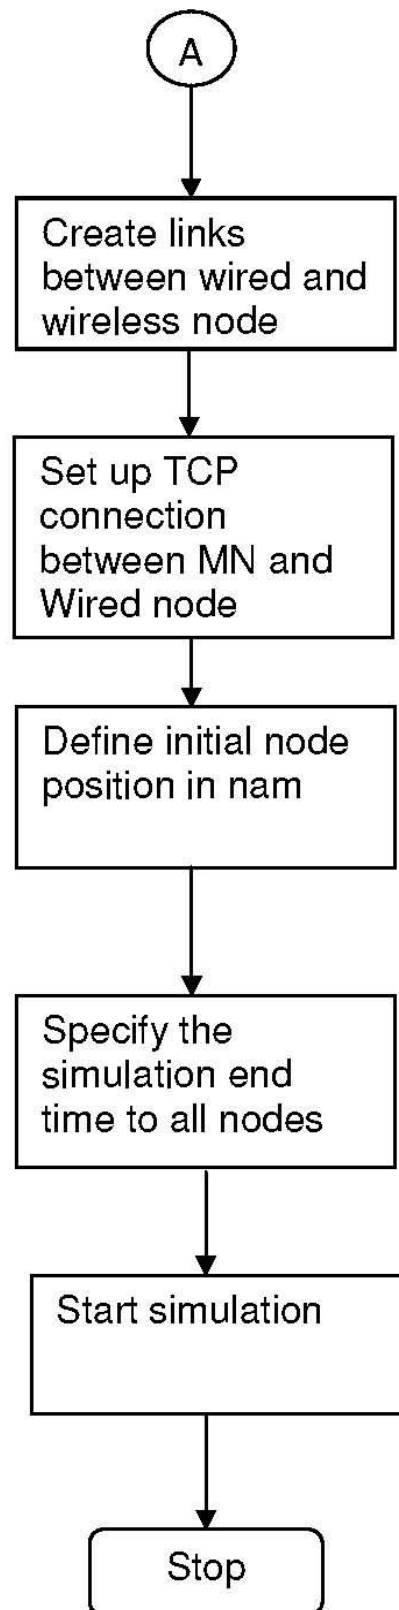 A
Create links
between wired and
wireless node
Set up TCP
connection
between MN and
Wired node
Define initial node
position in nam
Specify the
simulation end
time to all nodes
Start simulation
Stop